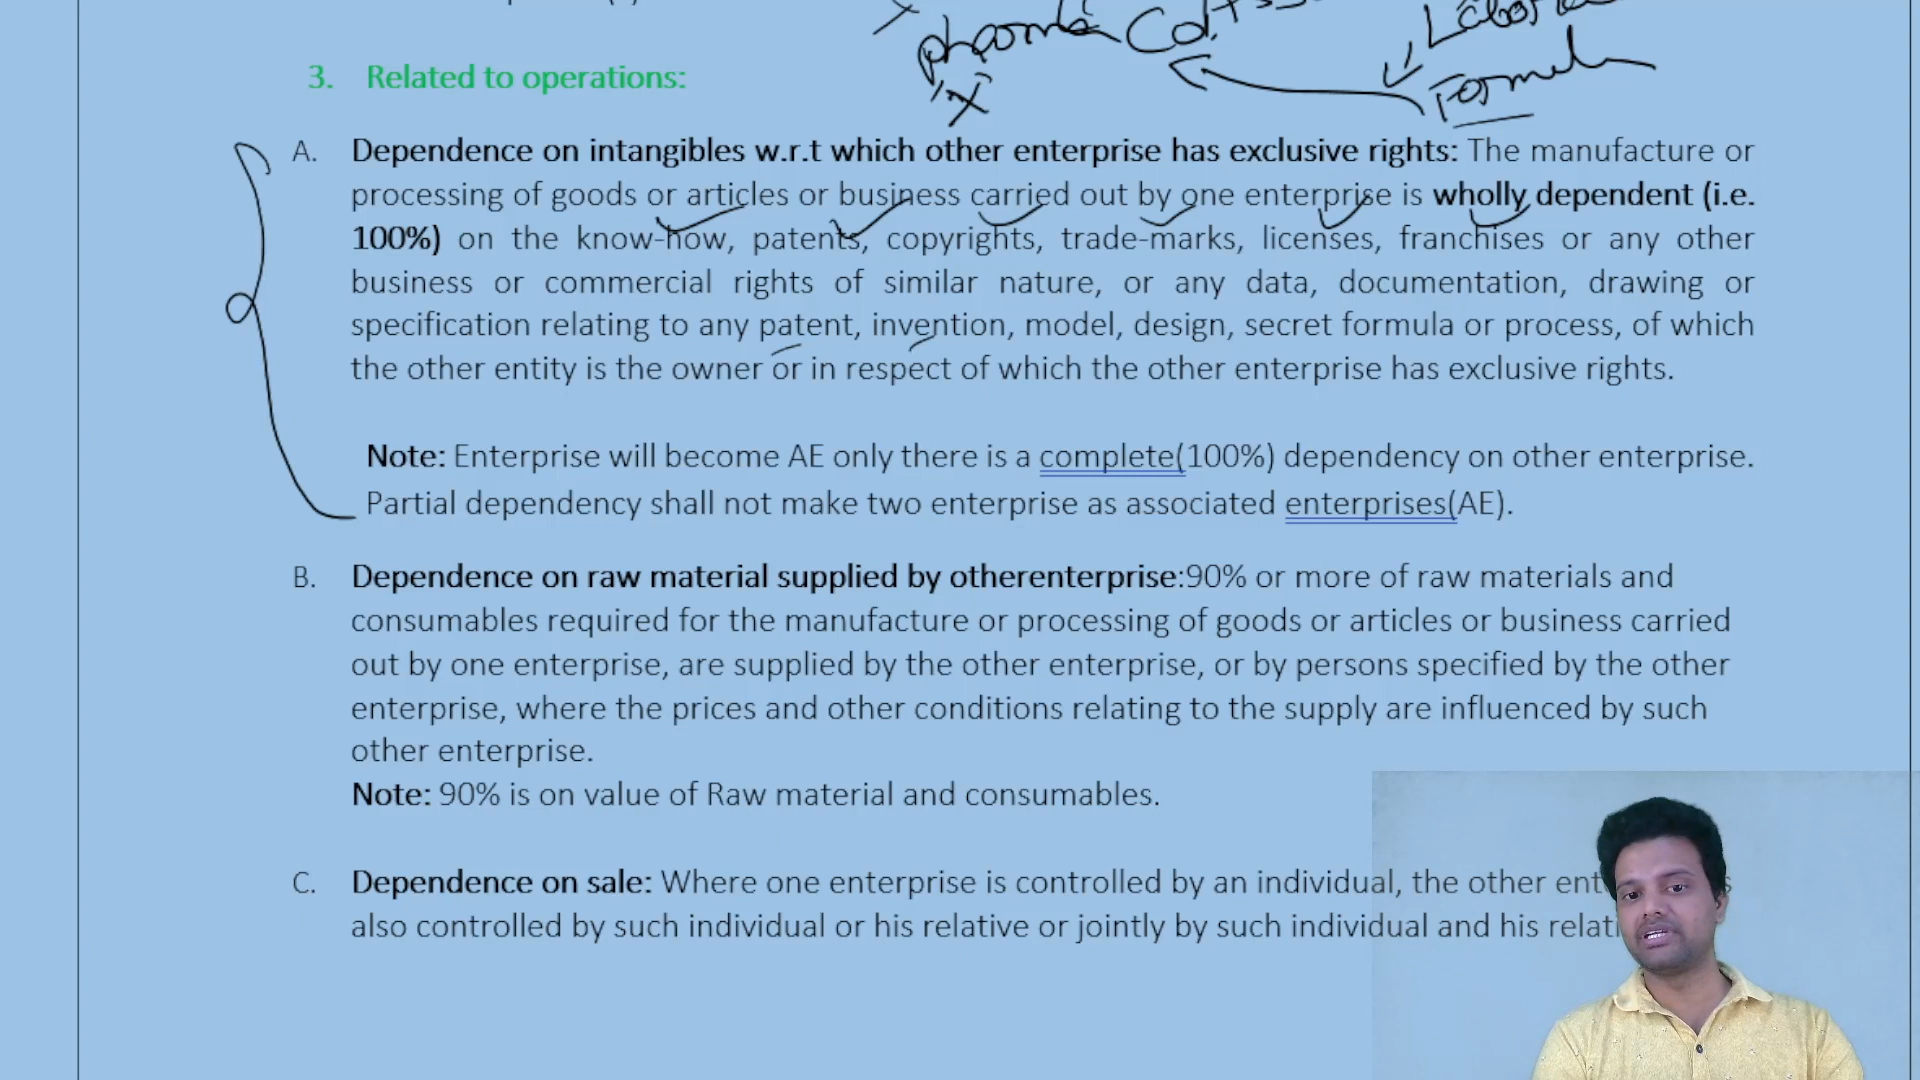 pharma Co.
'X'
Formula
3. Related to operations:
A. Dependence on intangibles w.r.t which other enterprise has exclusive rights: The manufacture or
processing of goods or articles or business carried out by one enterprise is wholly dependent (i.e.
100%) on the know-how, patents, copyrights, trade-marks, licenses, franchises or any other
business or commercial rights of similar nature, or any data, documentation, drawing or
specification relating to any patent, invention, model, design, secret formula or process, of which
the other entity is the owner or in respect of which the other enterprise has exclusive rights.
Note: Enterprise will become AE only there is a complete(100%) dependency on other enterprise.
Partial dependency shall not make two enterprise as associated enterprises(AE).
B. Dependence on raw material supplied by otherenterprise:90% or more of raw materials and
consumables required for the manufacture or processing of goods or articles or business carried
out by one enterprise, are supplied by the other enterprise, or by persons specified by the other
enterprise, where the prices and other conditions relating to the supply are influenced by such
other enterprise.
Note: 90% is on value of Raw material and consumables.
C. Dependence on sale: Where one enterprise is controlled by an individual, the other
also controlled by such individual or his relative or jointly by such individual and his